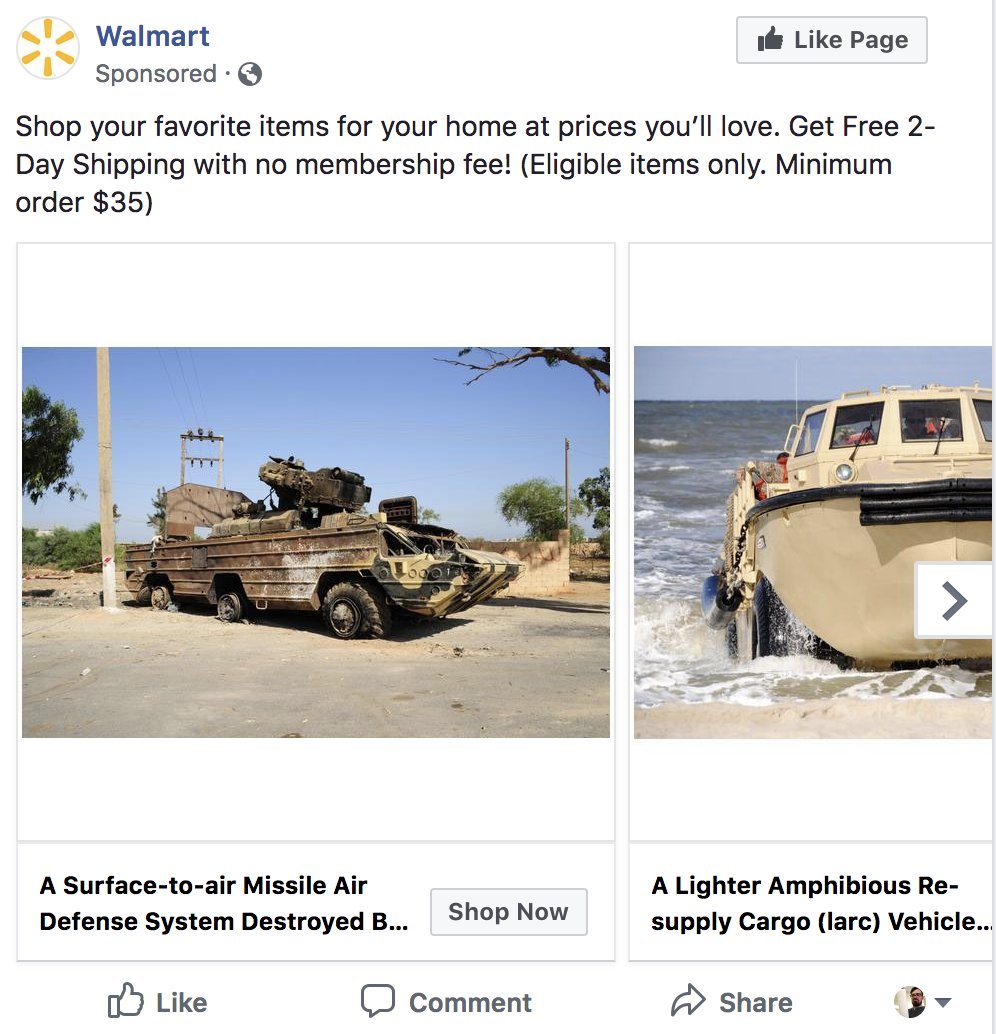 Walmart
Like Page
Sponsored ·
Shop your favorite items for your home at prices you’ll love. Get Free 2-
Day Shipping with no membership fee! (Eligible items only. Minimum
order $35)
A Surface-to-air Missile Air
Defense System Destroyed B...
Shop Now
A Lighter Amphibious Re-
supply Cargo (larc) Vehicle...
Like
Comment
Share